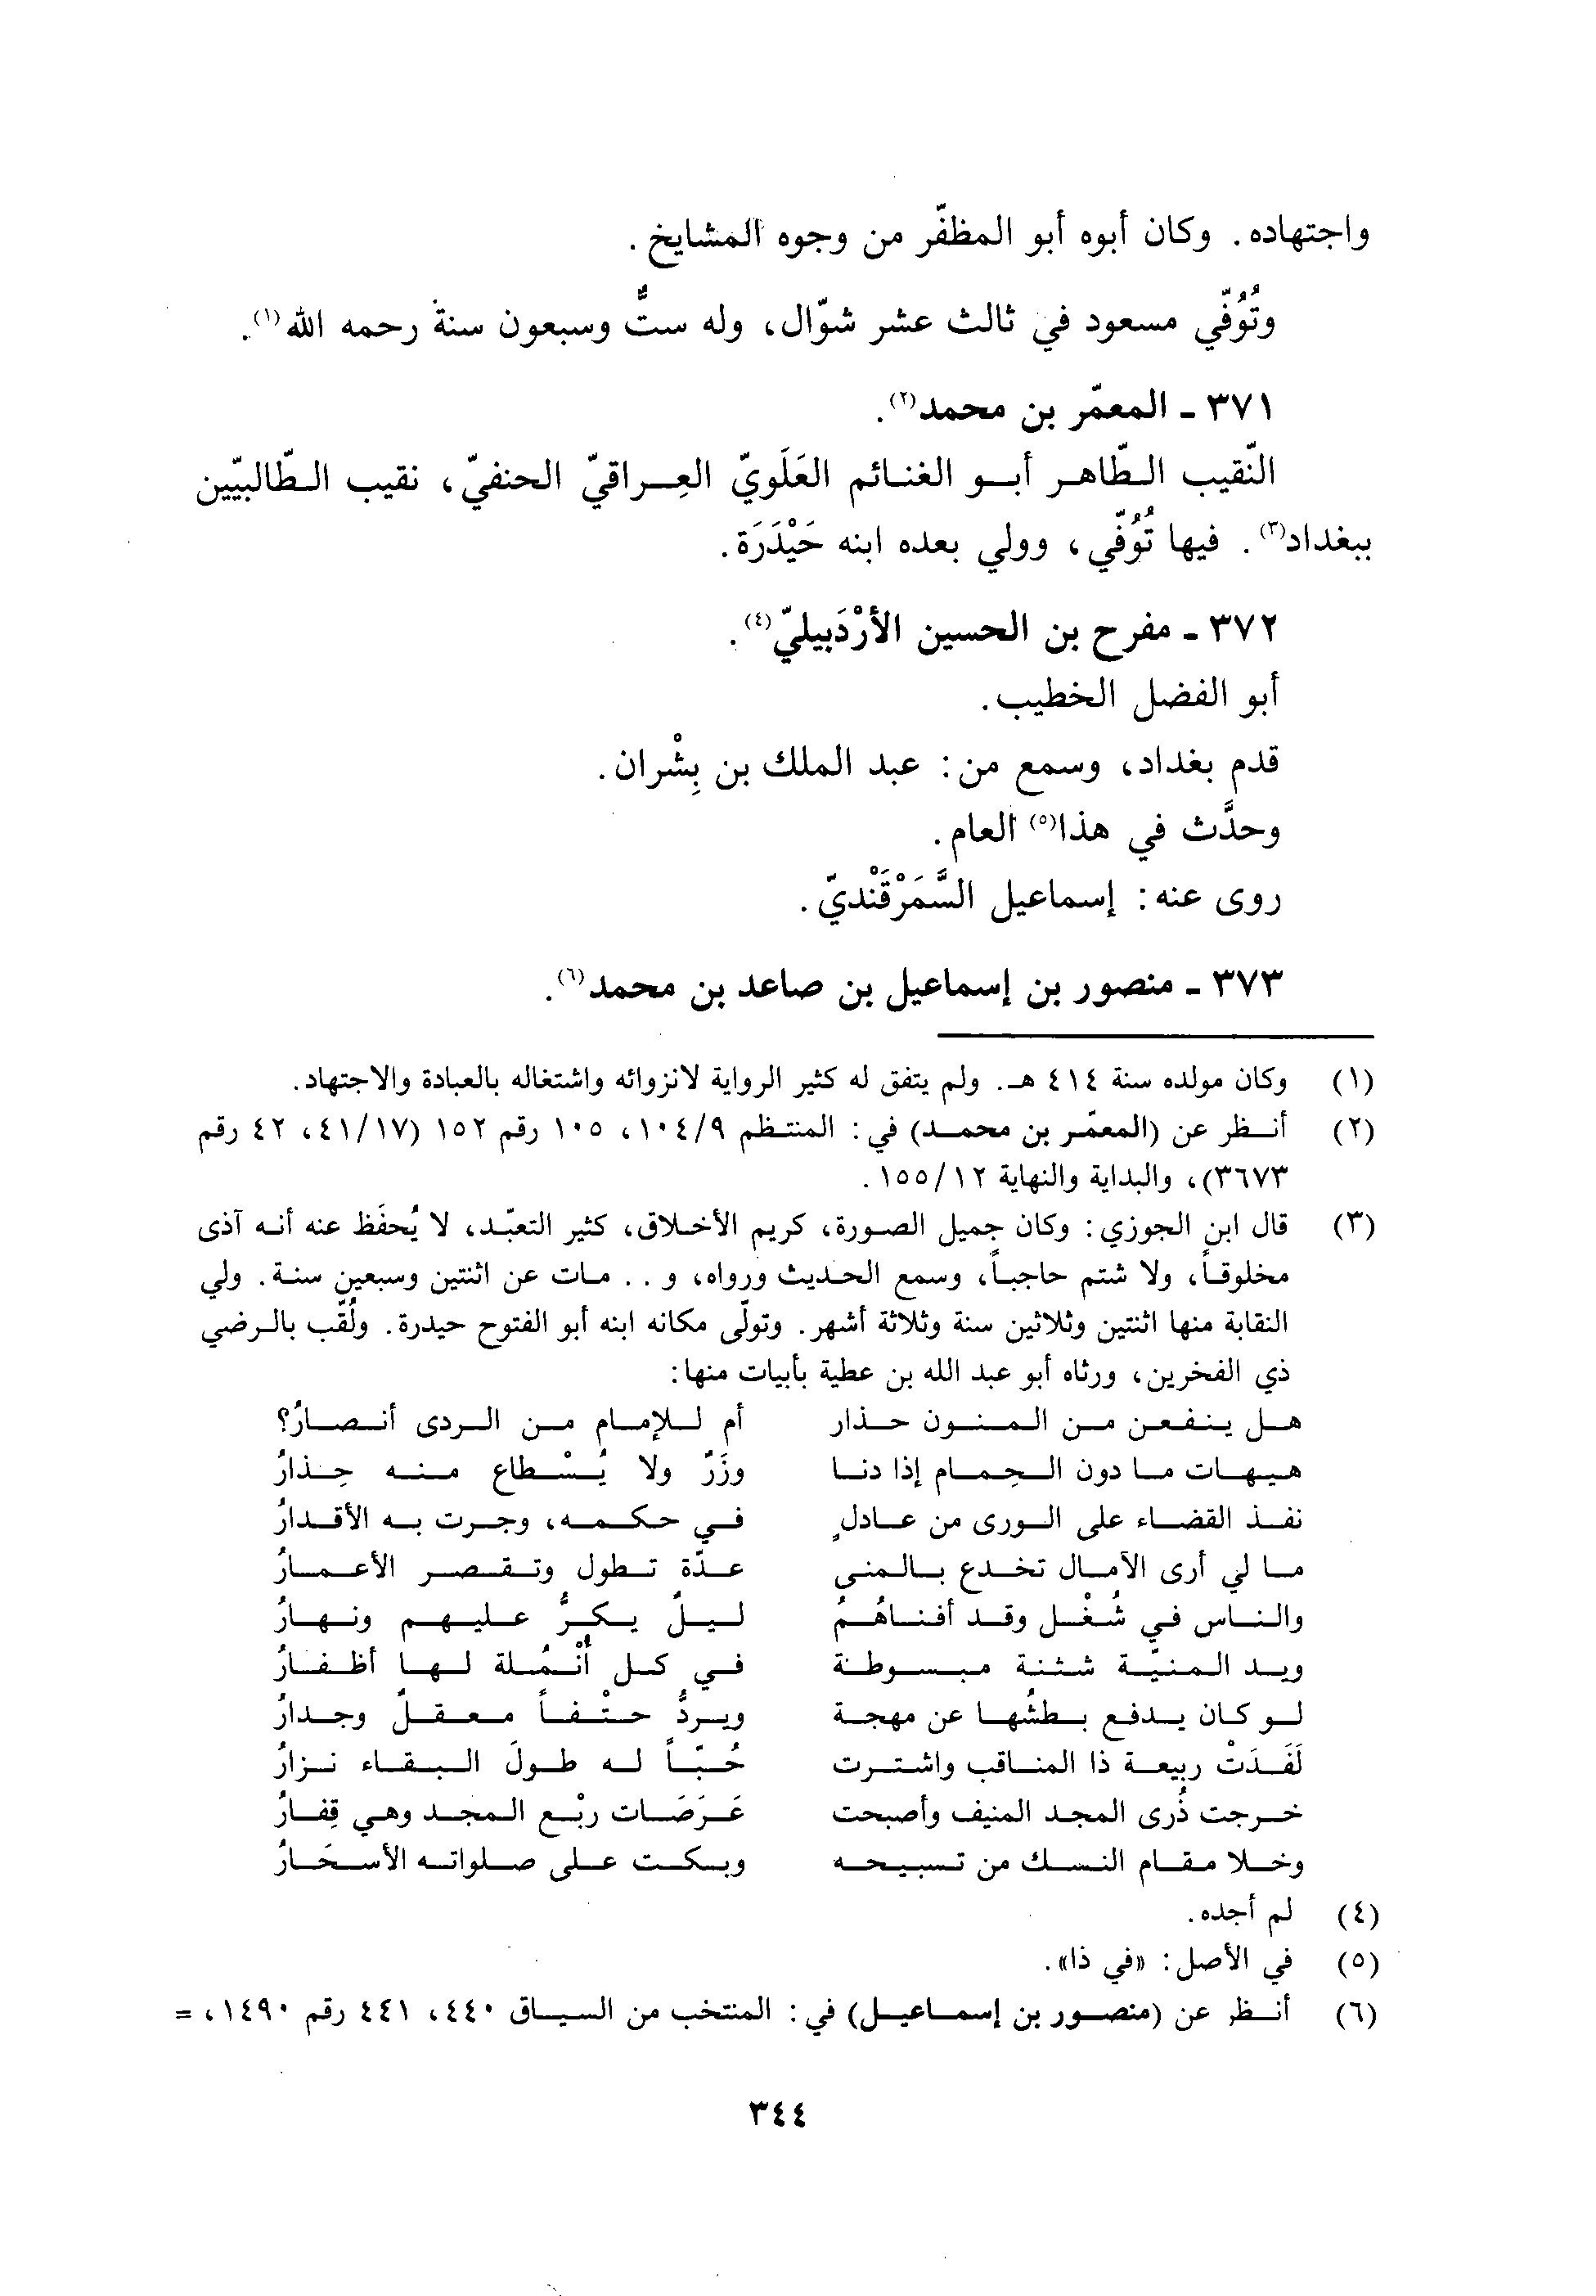 واجتهاده. وكان أبوه أبو المظفّر من وجوه المشايخ.
وتُوُفّي مسعود في ثالث عشر شوّال، وله ستٌّ وسبعون سنة رحمه الله(١).
٣٧١ ـ المعمّر بن محمد(٢).
النّقيب الطّاهر أبو الغنائم العَلَويّ العِراقيّ الحنفيّ، نقيب الطّالبيّين
ببغداد(٣). فيها تُوُفّي، وولي بعده ابنه حَيْدَرَة.
٣٧٢ ـ مفرح بن الحسين الأرْدَبيليّ(٤).
أبو الفضل الخطيب.
قدم بغداد، وسمع من: عبد الملك بن بِشْران.
وحدَّث في هذا(٥) العام.
روى عنه: إسماعيل السَّمَرْقَنْديّ.
٣٧٣ ـ منصور بن إسماعيل بن صاعد بن محمد(٦).
(١) وكان مولده سنة ٤١٤ هـ. ولم يتفق له كثير الرواية لانزوائه واشتغاله بالعبادة والاجتهاد.
(٢) أنظر عن (المعمّر بن محمد) في: المنتظم ١٠٤/٩، ١٠٥ رقم ١٥٢ (٤١/١٧، ٤٢ رقم
٣٦٧٣)، والبداية والنهاية ١٥٥/١٢.
(٣) قال ابن الجوزي: وكان جميل الصورة، كريم الأخلاق، كثير التعبّد، لا يُحفَظ عنه أنه آذى
مخلوقاً، ولا شتم حاجباً، وسمع الحديث ورواه، و.. مات عن اثنتين وسبعين سنة. ولي
النقابة منها اثنتين وثلاثين سنة وثلاثة أشهر. وتولّى مكانه ابنه أبو الفتوح حيدرة. ولُقّب بالرضي
ذي الفخرين، ورثاه أبو عبد الله بن عطية بأبيات منها:
هل ينفعن من المنون حذار أم للإمام من الردى أنصارُ؟
هيهات ما دون الحِمام إذا دنا وزَرٌ ولا يُسْطاع منه حِذارُ
نفذ القضاء على الورى من عادلٍ في حكمه، وجرت به الأقدارُ
ما لي أرى الآمال تخدع بالمنى عدّة تطول وتقصر الأعمارُ
والناس في شُغْل وقد أفناهُمُ ليلٌ يكرُّ عليهم ونهارُ
ويد المنيّة شثنة مبسوطة في كل أنْمُلة لها أظفارُ
لو كان يدفع بطشُها عن مهجة ويردُّ حتْفاً معقلٌ وجدارُ
لَفَدَتْ ربيعة ذا المناقب واشترت حُبّاً له طولَ البقاء نزارُ
خرجت ذُرى المجد المنيف وأصبحت عَرَصَات ربْع المجد وهي قِفارُ
وخلا مقام النسك من تسبيحه وبكت على صلواته الأسحَارُ
(٤) لم أجده.
(٥) في الأصل: «في ذا».
(٦) أنظر عن (منصور بن إسماعيل) في: المنتخب من السياق ٤٤٠، ٤٤١ رقم ١٤٩٠، =
٣٤٤